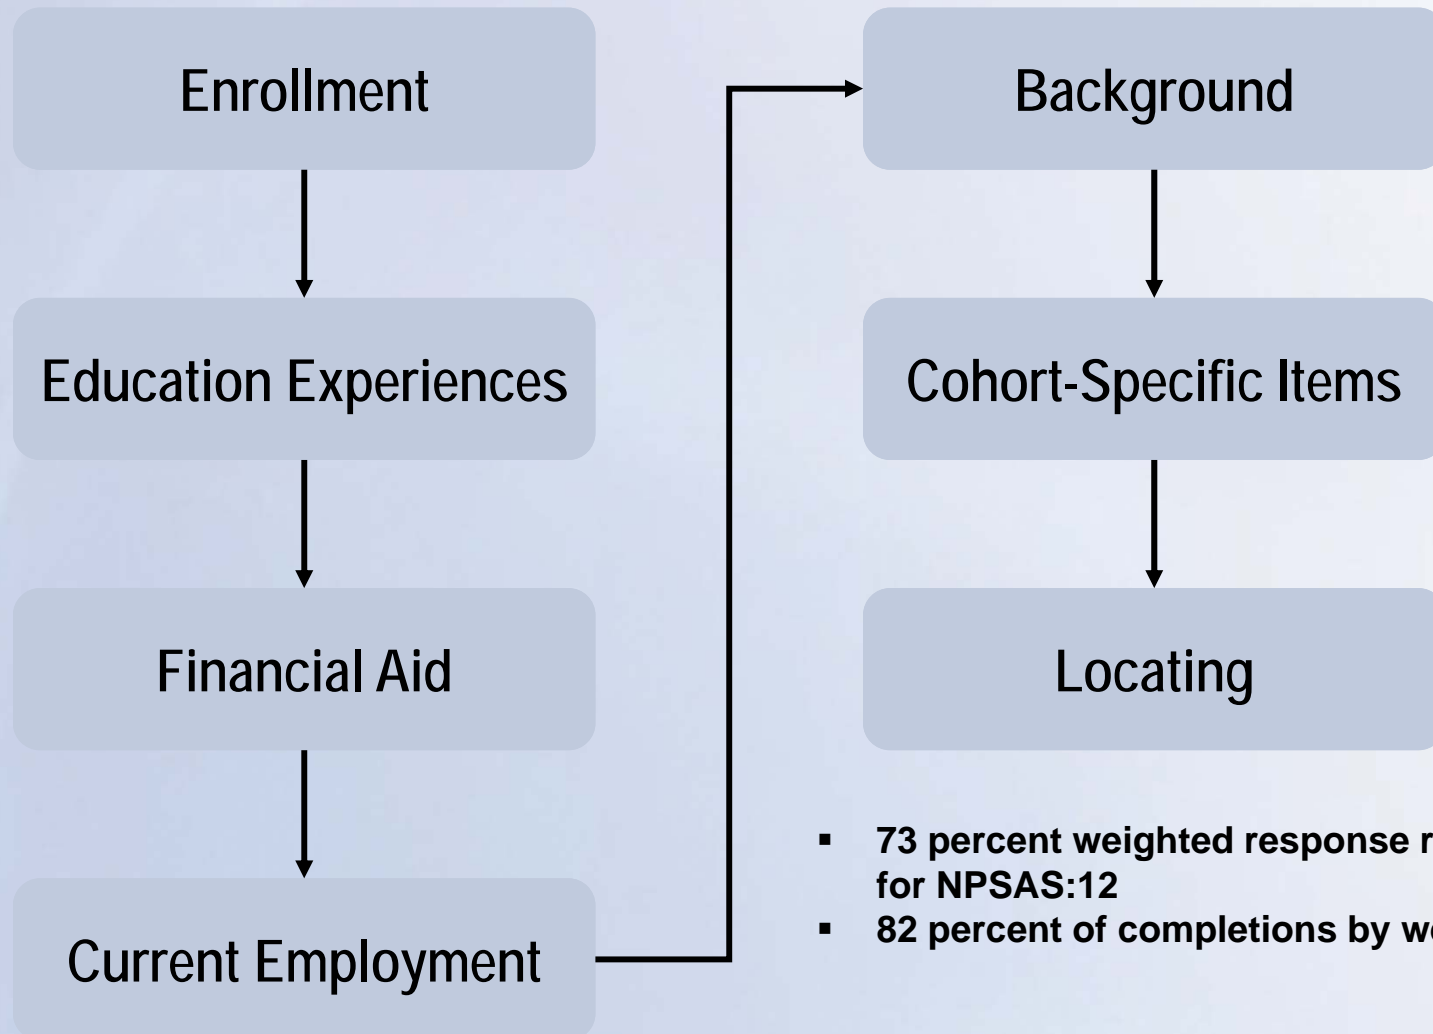 Enrollment
Education Experiences
Financial Aid
Current Employment
Background
Cohort-Specific Items
Locating
▪ 73 percent weighted response
for NPSAS:12
▪ 82 percent of completions by